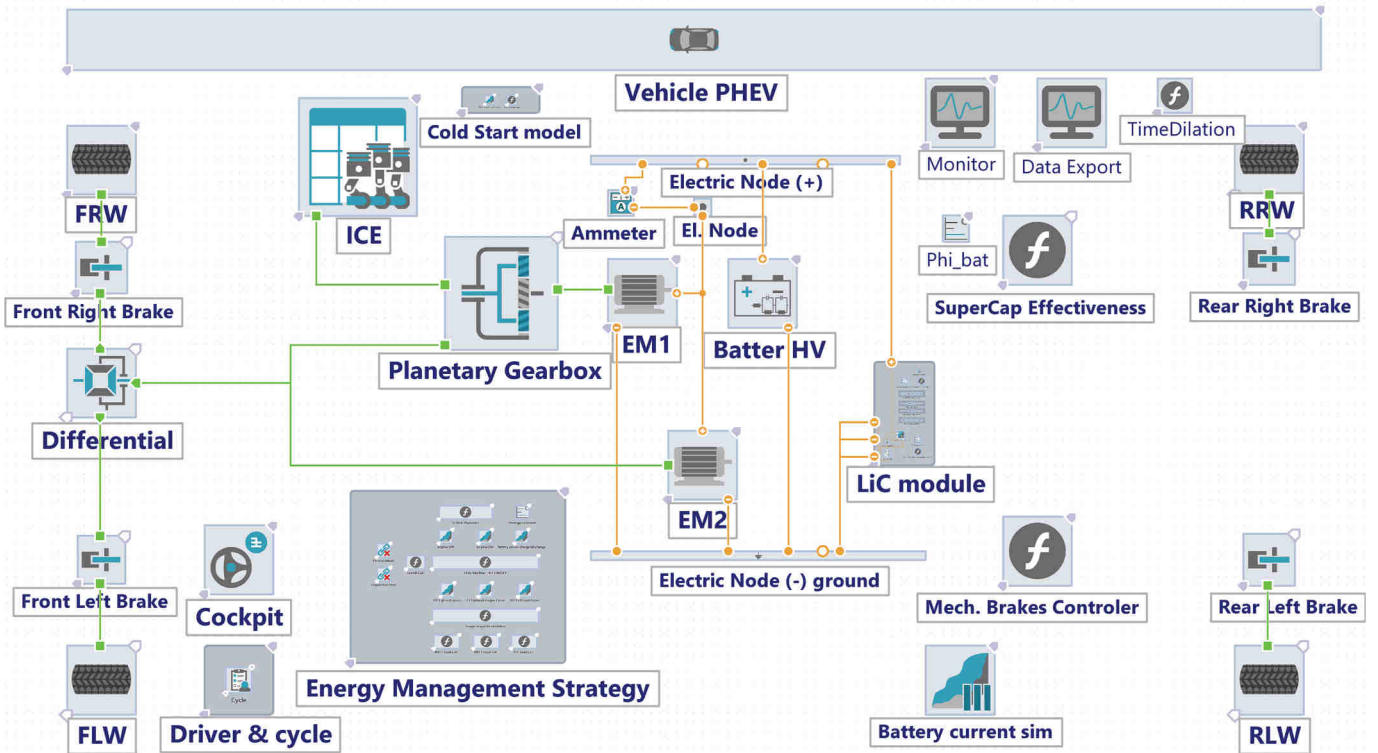 Vehicle PHEV
Cold Start model
Monitor
Data Export
TimeDilation
FRW
ICE
Electric Node (+)
RRW
A
Ammeter
El. Node
Phi_bat
Front Right Brake
SuperCap Effectiveness
Rear Right Brake
EM1
Batter HV
Planetary Gearbox
Differential
LiC module
EM2
Electric Node (-) ground
Front Left Brake
Cockpit
Mech. Brakes Controler
Rear Left Brake
Cycle
Energy Management Strategy
FLW
Driver & cycle
Battery current sim
RLW